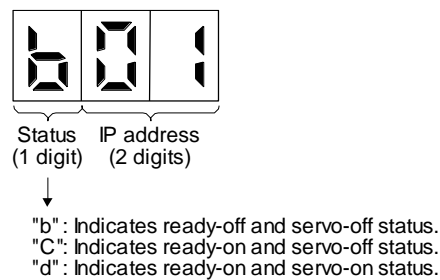 b01
Status IP address
(1 digit) (2 digits)
"b": Indicates ready-off and servo-off status.
"C": Indicates ready-on and servo-off status.
"d": Indicates ready-on and servo-on status.